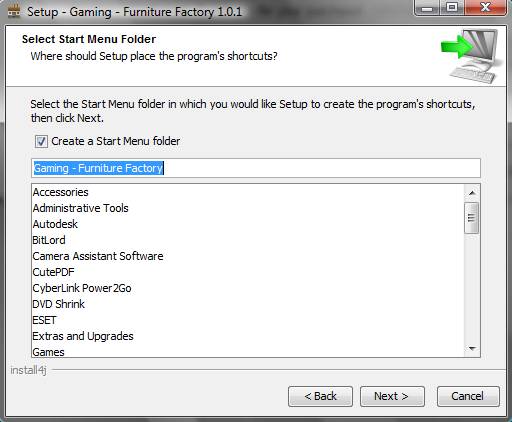 Setup - Gaming - Furniture Factory 1.0.1
Select Start Menu Folder
Where should Setup place the program's shortcuts?
Select the Start Menu folder in which you would like Setup to create the program's shortcuts,
then click Next.
Create a Start Menu folder
Gaming - Furniture Factory
Accessories
Administrative Tools
Autodesk
BitLord
Camera Assistant Software
CutePDF
CyberLink Power2Go
DVD Shrink
ESET
Extras and Upgrades
Games
install4j
< Back
Next >
Cancel